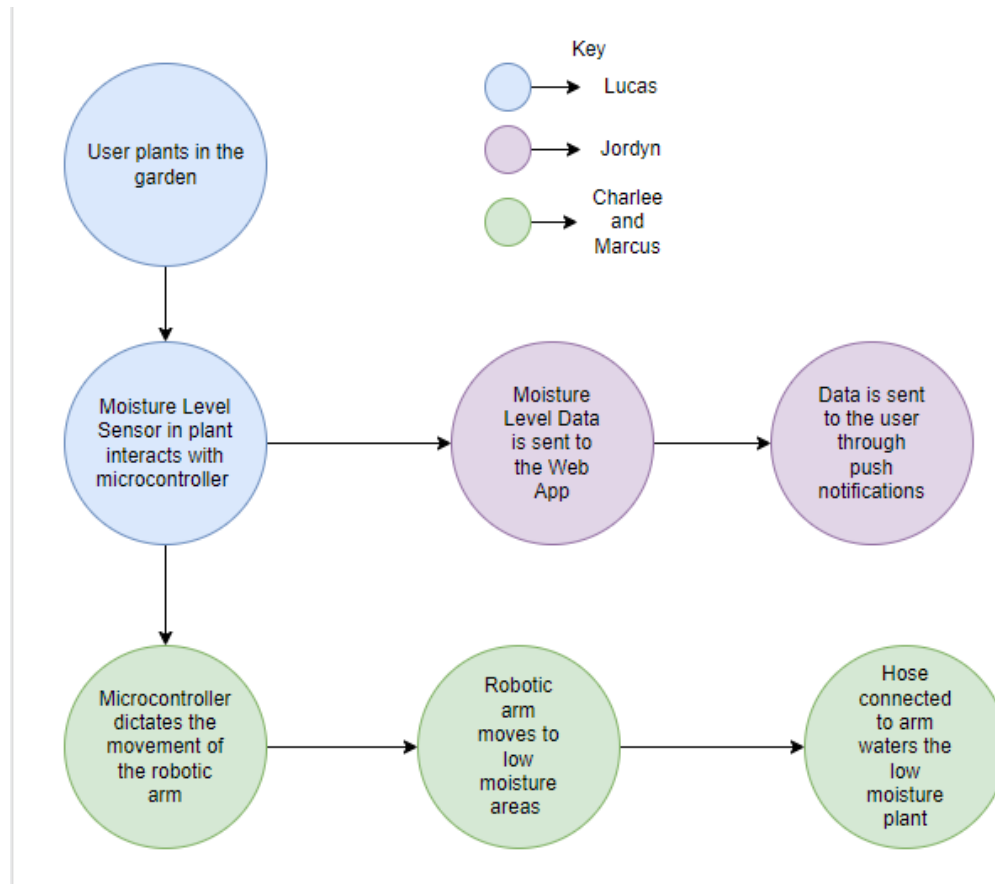 Key
Lucas
Jordyn
Charlee
and
Marcus
User plants in the
garden
Moisture Level
Sensor in plant
interacts with
microcontroller
Moisture
Level Data
is sent to
the Web
App
Data is sent
to the user
through
push
notifications
Microcontroller
dictates the
movement of
the robotic
arm
Robotic
arm
moves to
low
moisture
areas
Hose
connected
to arm
waters the
low
moisture
plant